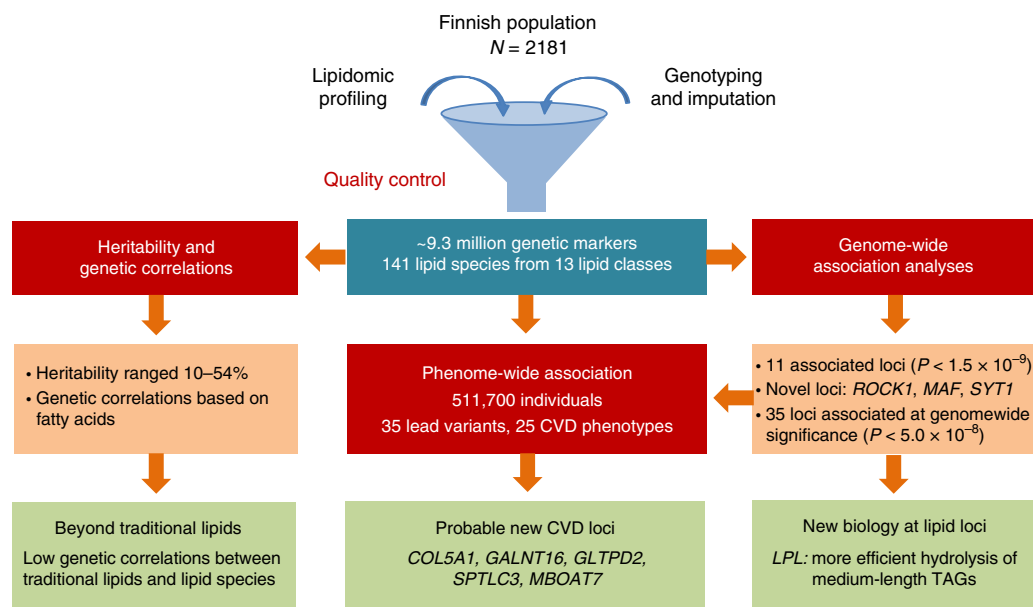 Finnish population
N = 2181
Lipidomic
profiling
Genotyping
and imputation
Quality control
Heritability and
genetic correlations
~9.3 million genetic markers
141 lipid species from 13 lipid classes
Genome-wide
association analyses
• Heritability ranged 10–54%
• Genetic correlations based on
fatty acids
Phenome-wide association
511,700 individuals
35 lead variants, 25 CVD phenotypes
• 11 associated loci (P < 1.5 × 10⁻⁹)
• Novel loci: ROCK1, MAF, SYT1
• 35 loci associated at genomewide
significance (P < 5.0 × 10⁻⁸)
Beyond traditional lipids
Low genetic correlations between
traditional lipids and lipid species
Probable new CVD loci
COL5A1, GALNT16, GLTPD2,
SPTLC3, MBOAT7
New biology at lipid loci
LPL: more efficient hydrolysis of
medium-length TAGs